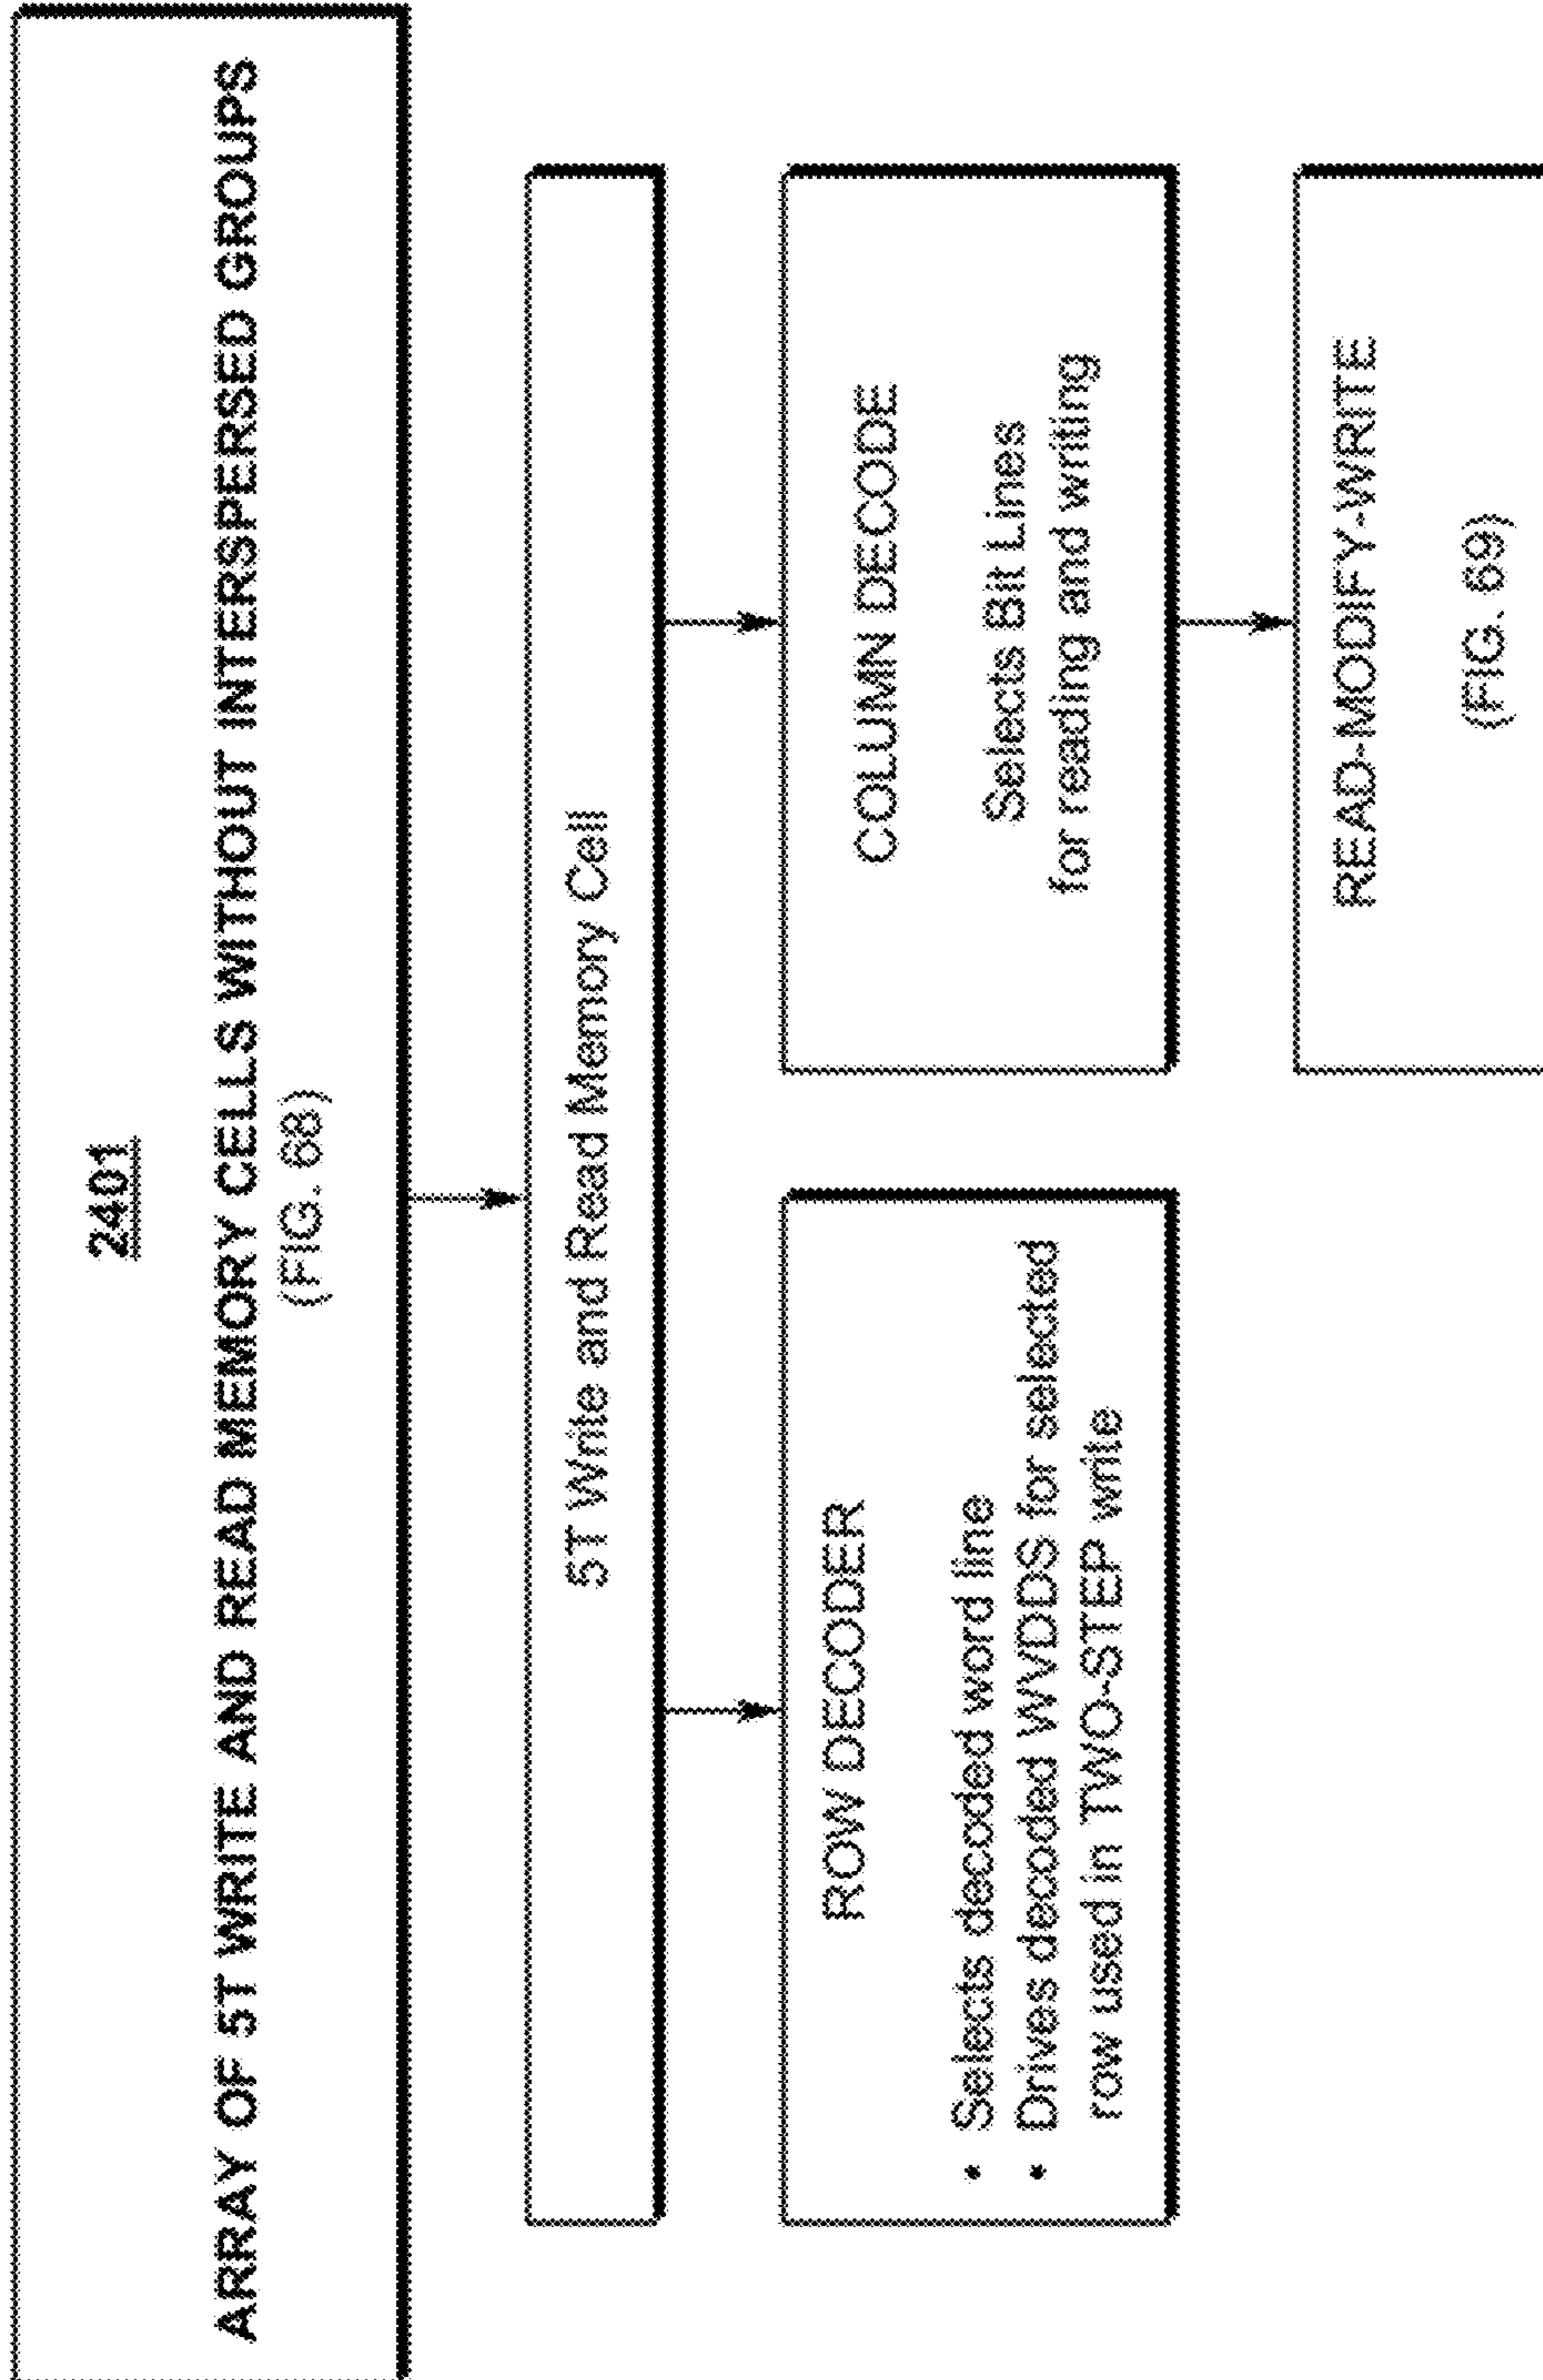 2401
ARRAY OF 5T WRITE AND READ MEMORY CELLS WITHOUT INTERSPERSED GROUPS
(FIG. 68)
5T Write and Read Memory Cell
ROW DECODER
• Selects decoded word line
• Drives decoded WVDDS for selected
row used in TWO-STEP write
COLUMN DECODE
Selects Bit Lines
for reading and writing
READ-MODIFY-WRITE
(FIG. 69)